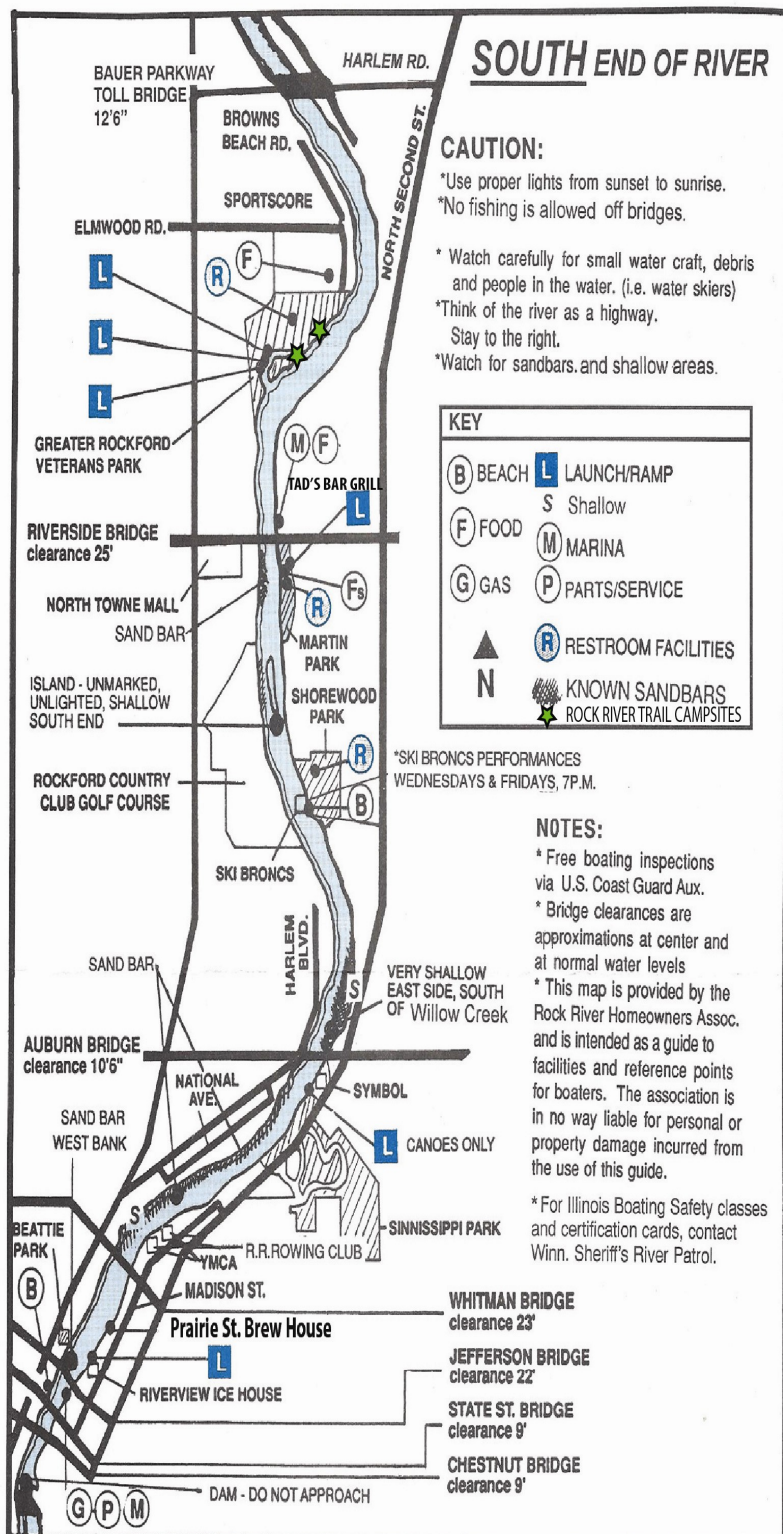 SOUTH END OF RIVER
HARLEM RD.
BAUER PARKWAY
TOLL BRIDGE
12'6"
BROWNS
BEACH RD.
NORTH SECOND ST.
SPORTSCORE
ELMWOOD RD.
CAUTION:
*Use proper lights from sunset to sunrise.
*No fishing is allowed off bridges.
* Watch carefully for small water craft, debris
and people in the water. (i.e. water skiers)
*Think of the river as a highway.
Stay to the right.
*Watch for sandbars.and shallow areas.
F
R
L
L
L
GREATER ROCKFORD
VETERANS PARK
M F
TAD'S BAR GRILL
L
RIVERSIDE BRIDGE
clearance 25'
NORTH TOWNE MALL
SAND BAR
Fs
R
MARTIN
PARK
KEY
B BEACH
L LAUNCH/RAMP
S Shallow
F FOOD
M MARINA
G GAS
P PARTS/SERVICE
N
R RESTROOM FACILITIES
KNOWN SANDBARS
ROCK RIVER TRAIL CAMPSITES
ISLAND - UNMARKED,
UNLIGHTED, SHALLOW
SOUTH END
SHOREWOOD
PARK
R
*SKI BRONCS PERFORMANCES
WEDNESDAYS & FRIDAYS, 7P.M.
ROCKFORD COUNTRY
CLUB GOLF COURSE
B
SKI BRONCS
NOTES:
* Free boating inspections
via U.S. Coast Guard Aux.
* Bridge clearances are
approximations at center and
at normal water levels
* This map is provided by the
Rock River Homeowners Assoc.
and is intended as a guide to
facilities and reference points
for boaters. The association is
in no way liable for personal or
property damage incurred from
the use of this guide.
* For Illinois Boating Safety classes
and certification cards, contact
Winn. Sheriff's River Patrol.
HARLEM
BLVD.
SAND BAR
S
VERY SHALLOW
EAST SIDE, SOUTH
OF Willow Creek
AUBURN BRIDGE
clearance 10'6"
NATIONAL
AVE.
SYMBOL
SAND BAR
WEST BANK
L CANOES ONLY
S
SINNISSIPPI PARK
BEATTIE
PARK
R.R.ROWING CLUB
YMCA
B
MADISON ST.
Prairie St. Brew House
L
RIVERVIEW ICE HOUSE
WHITMAN BRIDGE
clearance 23'
JEFFERSON BRIDGE
clearance 22'
STATE ST. BRIDGE
clearance 9'
CHESTNUT BRIDGE
clearance 9'
DAM - DO NOT APPROACH
G P M